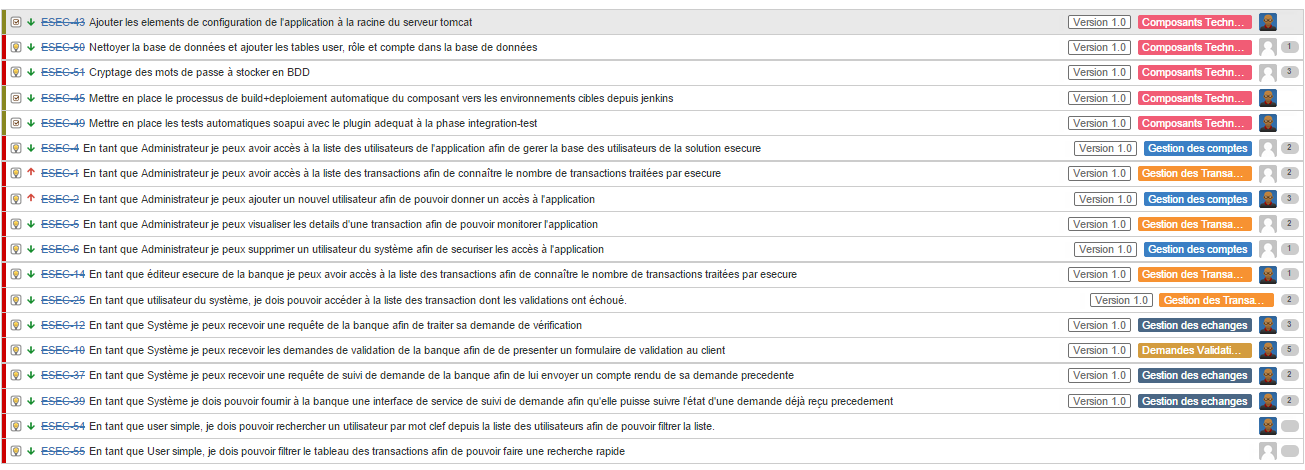 ESEC-43 Ajouter les elements de configuration de l'application à la racine du serveur tomcat Version 1.0 Composants Techn...
ESEC-50 Nettoyer la base de données et ajouter les tables user, rôle et compte dans la base de données Version 1.0 Composants Techn... 1
ESEC-51 Cryptage des mots de passe à stocker en BDD Version 1.0 Composants Techn... 3
ESEC-45 Mettre en place le processus de build+deploiement automatique du composant vers les environnements cibles depuis jenkins Version 1.0 Composants Techn...
ESEC-49 Mettre en place les tests automatiques soapui avec le plugin adequat à la phase integration-test Version 1.0 Composants Techn...
ESEC-4 En tant que Administrateur je peux avoir accès à la liste des utilisateurs de l'application afin de gerer la base des utilisateurs de la solution esecure Version 1.0 Gestion des comptes 2
ESEC-1 En tant que Administrateur je peux avoir accès à la liste des transactions afin de connaître le nombre de transactions traitées par esecure Version 1.0 Gestion des Transa... 2
ESEC-2 En tant que Administrateur je peux ajouter un nouvel utilisateur afin de pouvoir donner un accès à l'application Version 1.0 Gestion des comptes 3
ESEC-5 En tant que Administrateur je peux visualiser les details d'une transaction afin de pouvoir monitorer l'application Version 1.0 Gestion des Transa... 2
ESEC-6 En tant que Administrateur je peux supprimer un utilisateur du système afin de securiser les accès à l'application Version 1.0 Gestion des comptes 1
ESEC-14 En tant que éditeur esecure de la banque je peux avoir accès à la liste des transactions afin de connaître le nombre de transactions traitées par esecure Version 1.0 Gestion des Transa... 1
ESEC-25 En tant que utilisateur du système, je dois pouvoir accéder à la liste des transaction dont les validations ont échoué. Version 1.0 Gestion des Transa... 2
ESEC-12 En tant que Système je peux recevoir une requête de la banque afin de traiter sa demande de vérification Version 1.0 Gestion des echanges 3
ESEC-10 En tant que Système je peux recevoir les demandes de validation de la banque afin de de presenter un formulaire de validation au client Version 1.0 Demandes Validati... 5
ESEC-37 En tant que Système je peux recevoir une requête de suivi de demande de la banque afin de lui envoyer un compte rendu de sa demande precedente Version 1.0 Gestion des echanges 2
ESEC-39 En tant que Système je dois pouvoir fournir à la banque une interface de service de suivi de demande afin qu'elle puisse suivre l'état d'une demande déjà reçu precedement Version 1.0 Gestion des echanges 2
ESEC-54 En tant que user simple, je dois pouvoir rechercher un utilisateur par mot clef depuis la liste des utilisateurs afin de pouvoir filtrer la liste.
ESEC-55 En tant que User simple, je dois pouvoir filtrer le tableau des transactions afin de pouvoir faire une recherche rapide